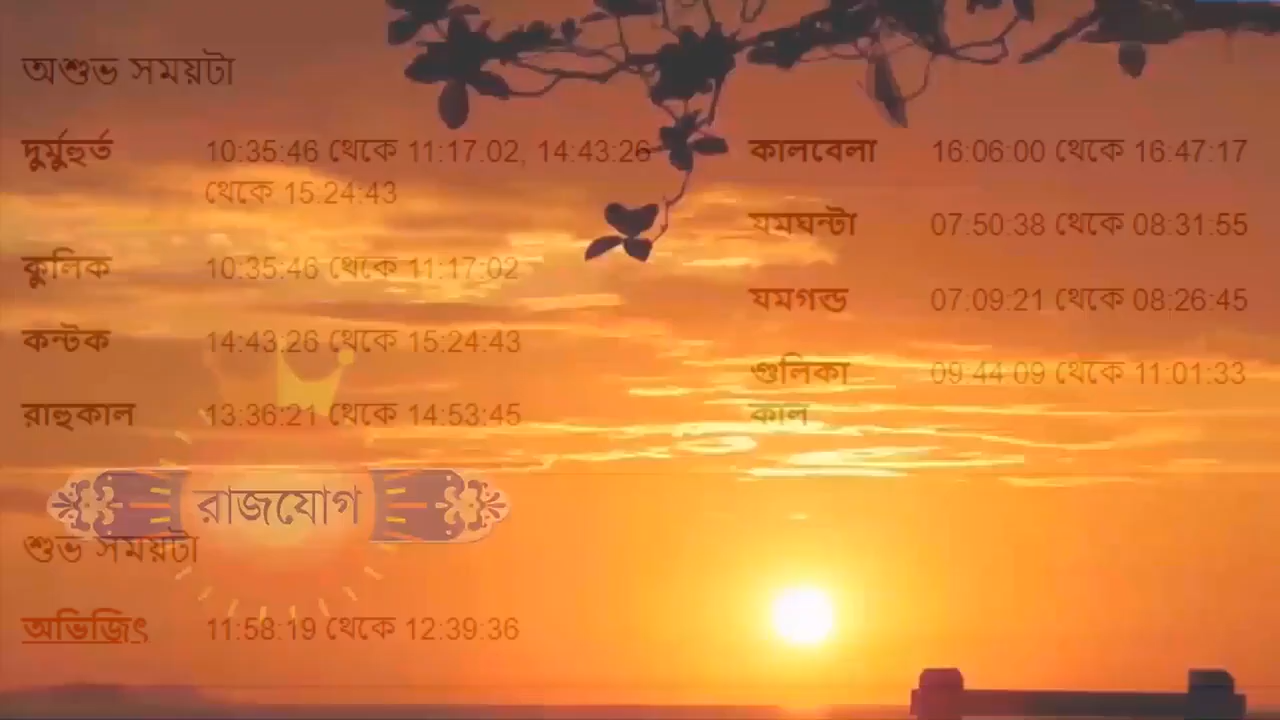 অশুভ সময়টা
দুর্মুহুর্ত 10:35:46 থেকে 11:17.02, 14:43:26
থেকে 15.24:43
কালবেলা 16:06:00 থেকে 16:47:17
যমঘন্টা 07.50:38 থেকে 08:31:55
কুলিক 10:35:46 থেকে 11:17:02
যমগন্ড 07:09:21 থেকে 08:26:45
কন্টক 14:43:26 থেকে 15:24:43
গুলিকা 09:44 09 থেকে 11:01:33
কাল
রাহুকাল 13:36:21 থেকে 14:53:45
রাজযোগ
শুভ সময়টা
অভিজিৎ 11:58:19 থেকে 12:39:36